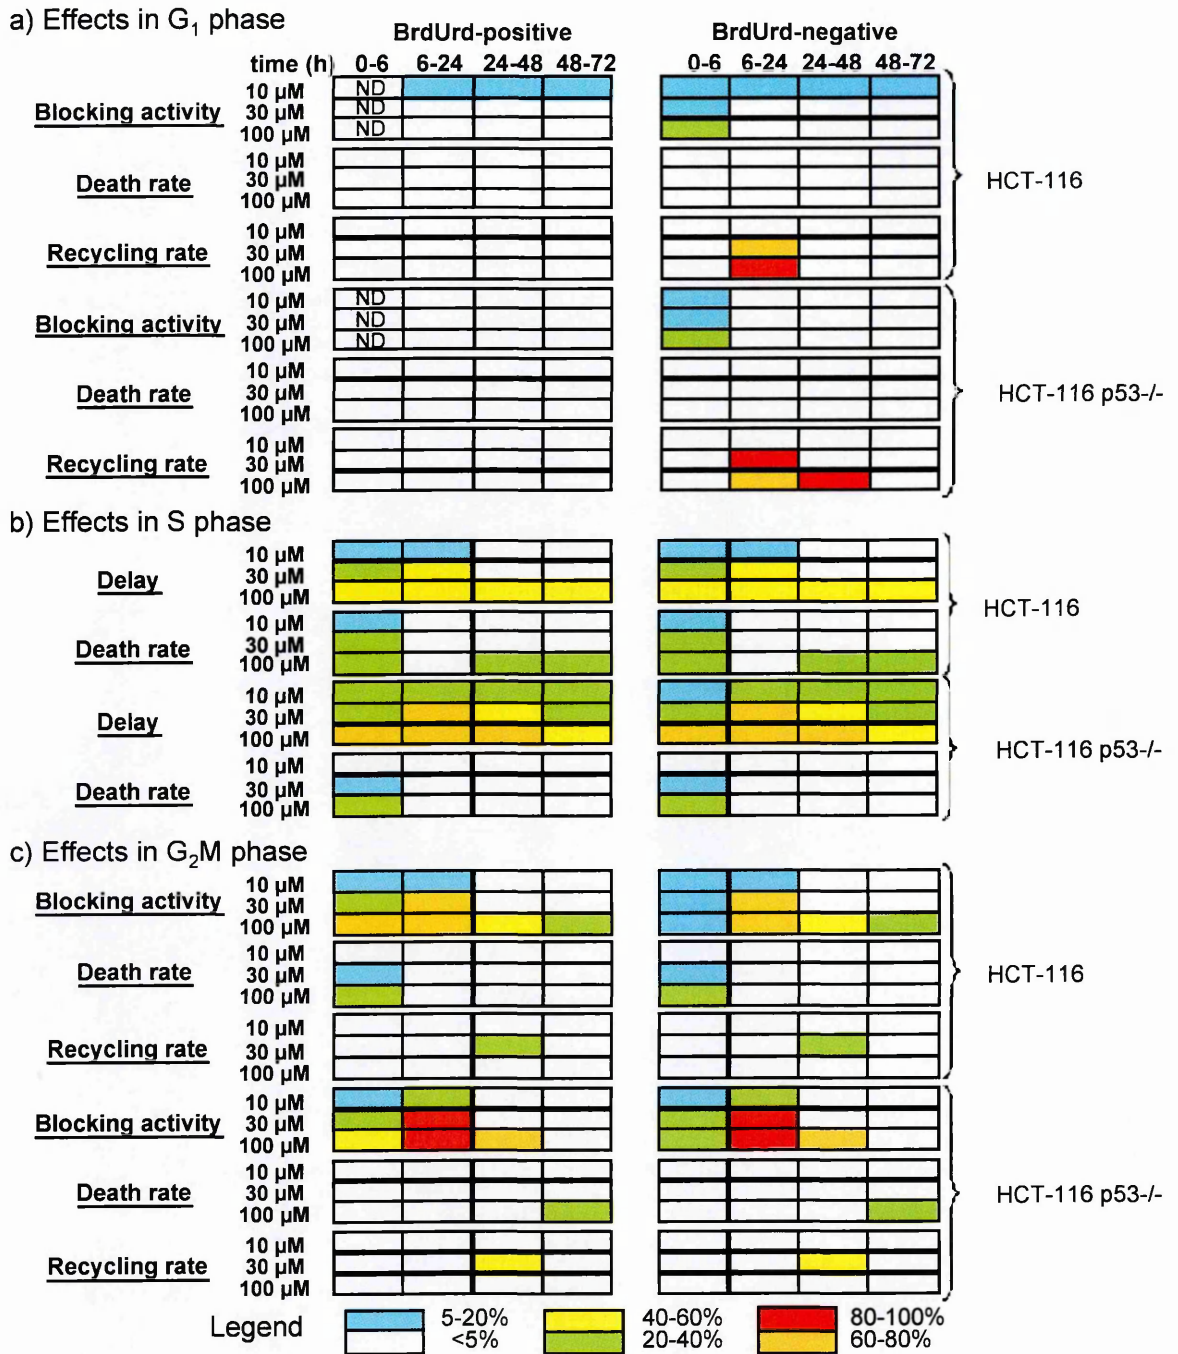 a) Effects in G₁ phase
BrdUrd-positive BrdUrd-negative
time (h) 0-6 6-24 24-48 48-72 0-6 6-24 24-48 48-72
10 µM ND
Blocking activity 30 µM ND
100 µM ND
10 µM
Death rate 30 µM
100 µM
HCT-116
10 µM
Recycling rate 30 µM
100 µM
10 µM ND
Blocking activity 30 µM ND
100 µM ND
10 µM
Death rate 30 µM
100 µM
HCT-116 p53-/-
10 µM
Recycling rate 30 µM
100 µM
b) Effects in S phase
10 µM
Delay 30 µM
100 µM
HCT-116
10 µM
Death rate 30 µM
100 µM
10 µM
Delay 30 µM
100 µM
HCT-116 p53-/-
10 µM
Death rate 30 µM
100 µM
c) Effects in G₂M phase
10 µM
Blocking activity 30 µM
100 µM
10 µM
Death rate 30 µM
100 µM
HCT-116
10 µM
Recycling rate 30 µM
100 µM
10 µM
Blocking activity 30 µM
100 µM
10 µM
Death rate 30 µM
100 µM
HCT-116 p53-/-
10 µM
Recycling rate 30 µM
100 µM
Legend 5-20% 40-60% 80-100%
<5% 20-40% 60-80%